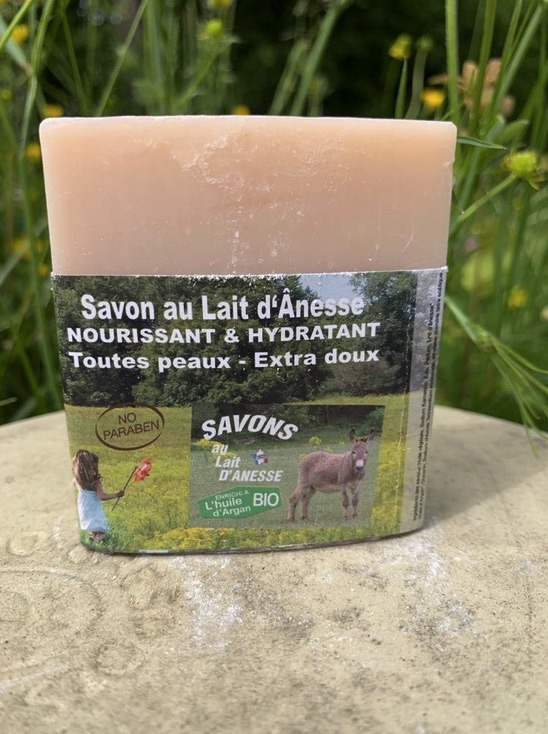 Savon au Lait d'Ânesse
NOURISSANT & HYDRATANT
Toutes peaux - Extra doux
NO
PARABEN
SAVONS
au
Lait
D'ANESSE
ENRICHI A
L'huile
d'Argan
BIO